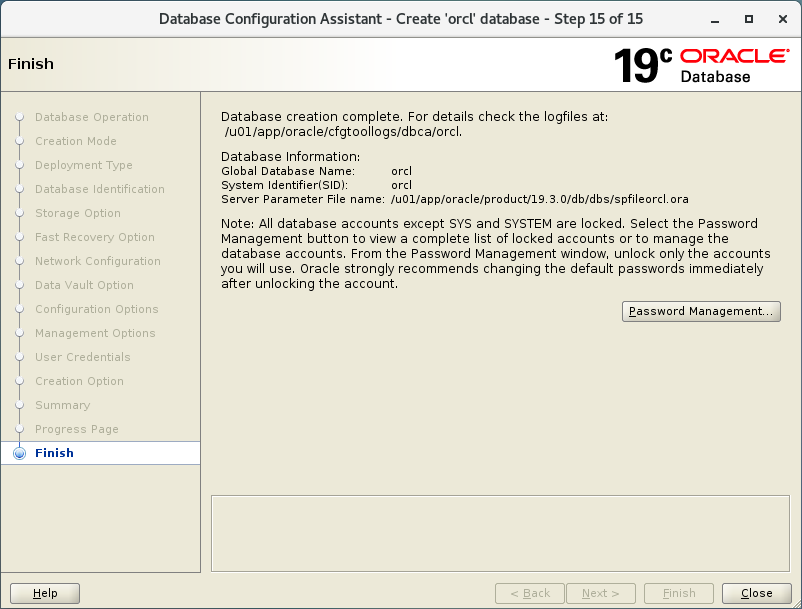 Database Configuration Assistant - Create 'orcl' database - Step 15 of 15
Finish
19c ORACLE
Database
Database Operation
Creation Mode
Deployment Type
Database Identification
Storage Option
Fast Recovery Option
Network Configuration
Data Vault Option
Configuration Options
Management Options
User Credentials
Creation Option
Summary
Progress Page
Finish
Database creation complete. For details check the logfiles at:
/u01/app/oracle/cfgtoollogs/dbca/orcl.
Database Information:
Global Database Name: orcl
System Identifier(SID): orcl
Server Parameter File name: /u01/app/oracle/product/19.3.0/db/dbs/spfileorcl.ora
Note: All database accounts except SYS and SYSTEM are locked. Select the Password
Management button to view a complete list of locked accounts or to manage the
database accounts. From the Password Management window, unlock only the accounts
you will use. Oracle strongly recommends changing the default passwords immediately
after unlocking the account.
Password Management...
Help
< Back
Next >
Finish
Close